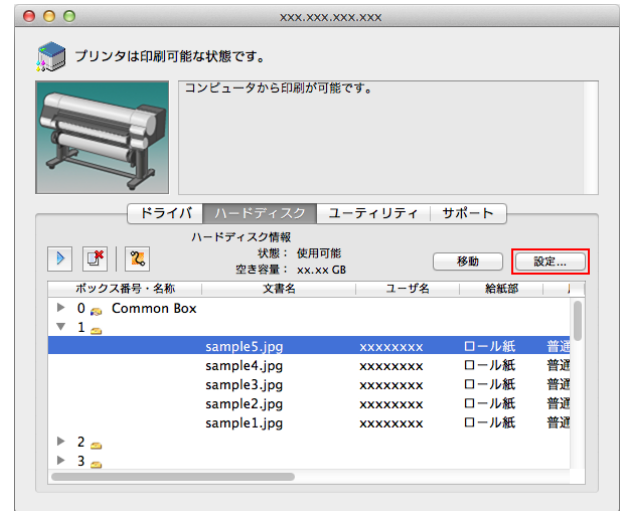 xxx.xxx.xxx.xxx
プリンタは印刷可能な状態です。
コンピュータから印刷が可能です。
ドライバ ハードディスク ユーティリティ サポート
ハードディスク情報
状態： 使用可能
空き容量： xx.xx GB
移動 設定...
ボックス番号・名称 文書名 ユーザ名 給紙部
0 Common Box
1
sample5.jpg xxxxxxxx ロール紙 普通
sample4.jpg xxxxxxxx ロール紙 普通
sample3.jpg xxxxxxxx ロール紙 普通
sample2.jpg xxxxxxxx ロール紙 普通
sample1.jpg xxxxxxxx ロール紙 普通
2
3